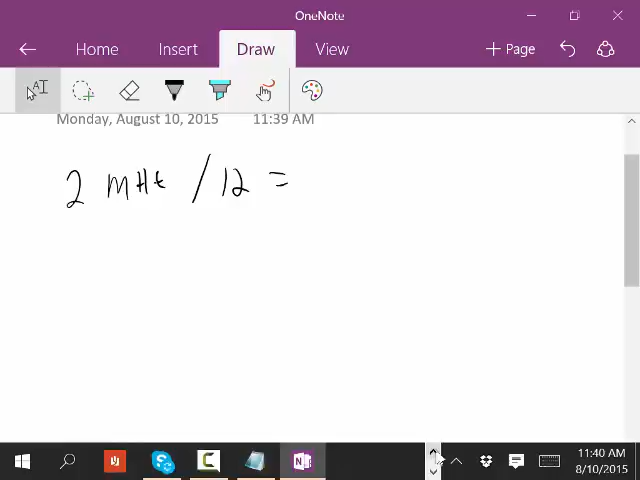 OneNote
Home Insert Draw View + Page
Monday, August 10, 2015 11:39 AM
2 mHz / 12 =
11:40 AM
8/10/2015